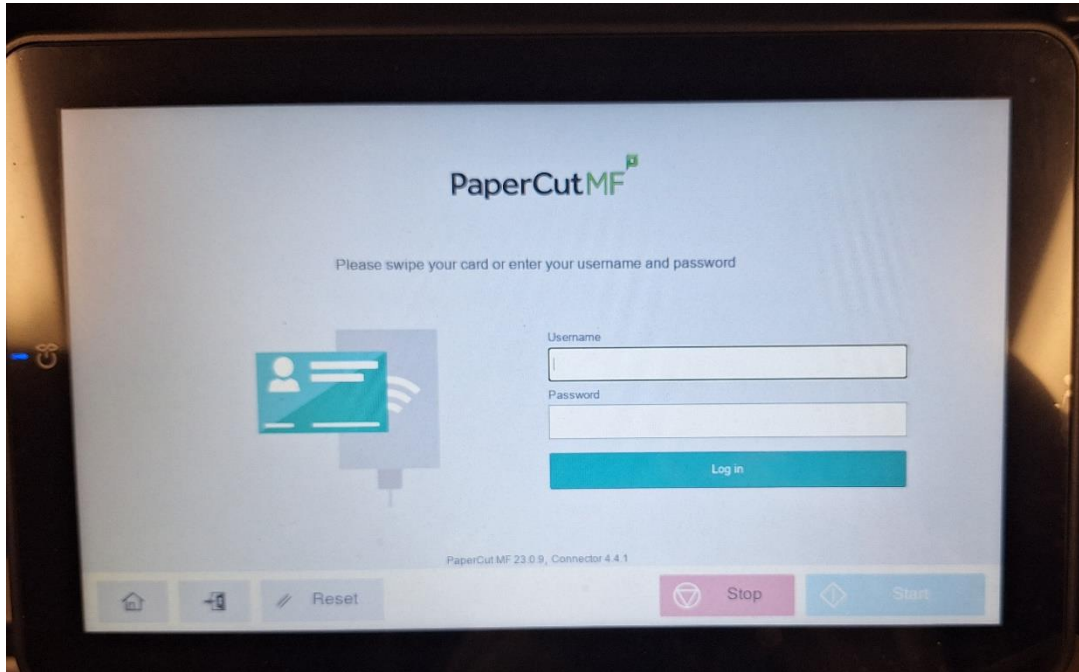 PaperCutMF
Please swipe your card or enter your username and password
Username
Password
Log in
PaperCut MF 23.0.9, Connector 4.4.1
Reset
Stop
Start